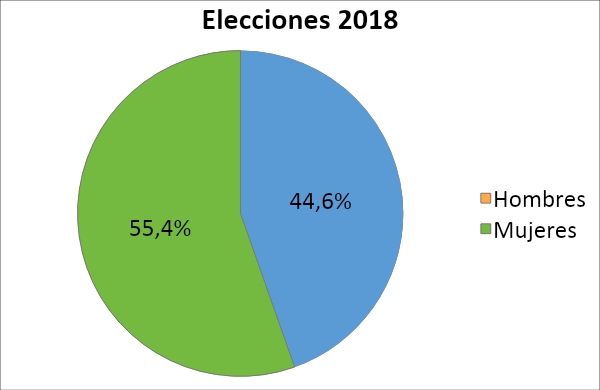 Elecciones 2018
44,6%
55,4%
Hombres
Mujeres